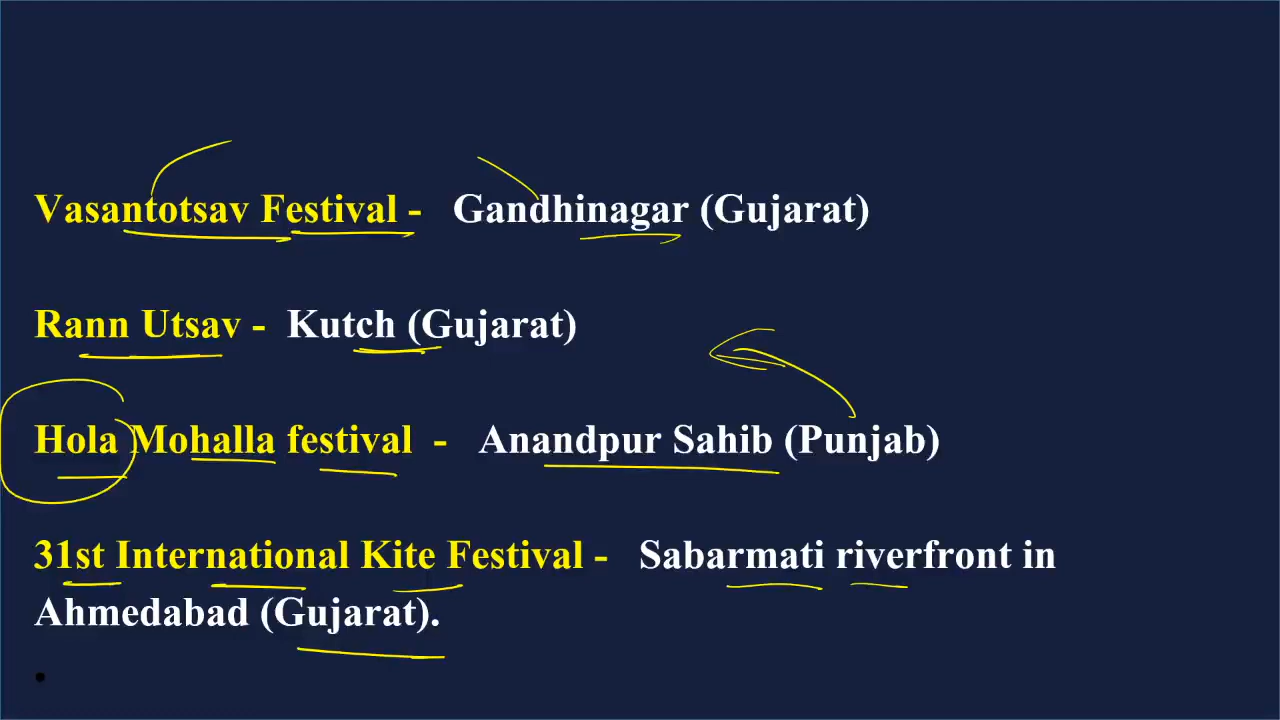 Vasantotsav Festival - Gandhinagar (Gujarat)
Rann Utsav - Kutch (Gujarat)
Hola Mohalla festival - Anandpur Sahib (Punjab)
31st International Kite Festival - Sabarmati riverfront in
Ahmedabad (Gujarat).